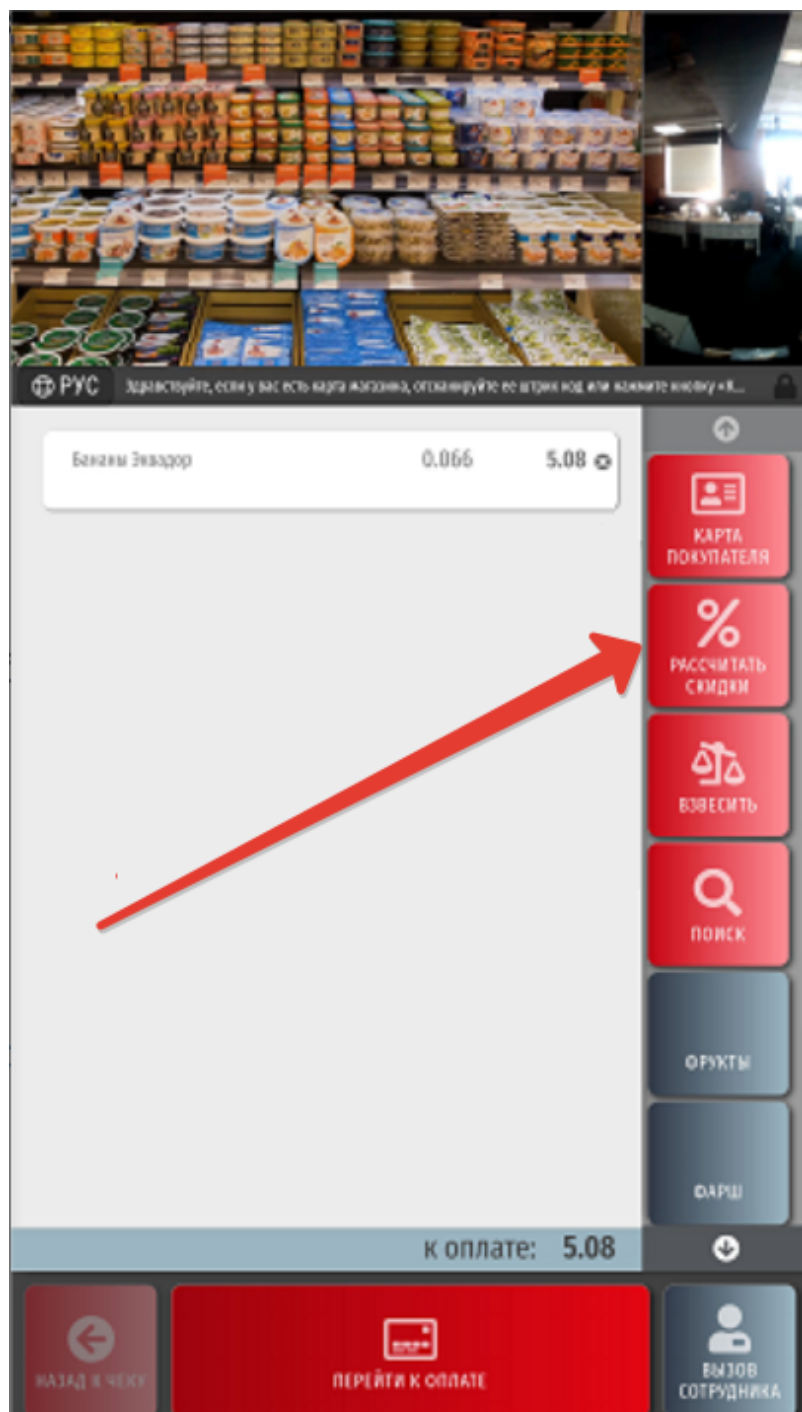 РУС
Здравствуйте, если у вас есть карта магазина, отсканируйте ее штрих код или нажмите кнопку «К...
Бананы Эквадор 0.066 5.08
КАРТА
ПОКУПАТЕЛЯ
РАССЧИТАТЬ
СКИДКИ
ВЗВЕСИТЬ
ПОИСК
ФРУКТЫ
ФАРШ
к оплате: 5.08
НАЗАД К ЧЕКУ
ПЕРЕЙТИ К ОПЛАТЕ
ВЫЗОВ
СОТРУДНИКА